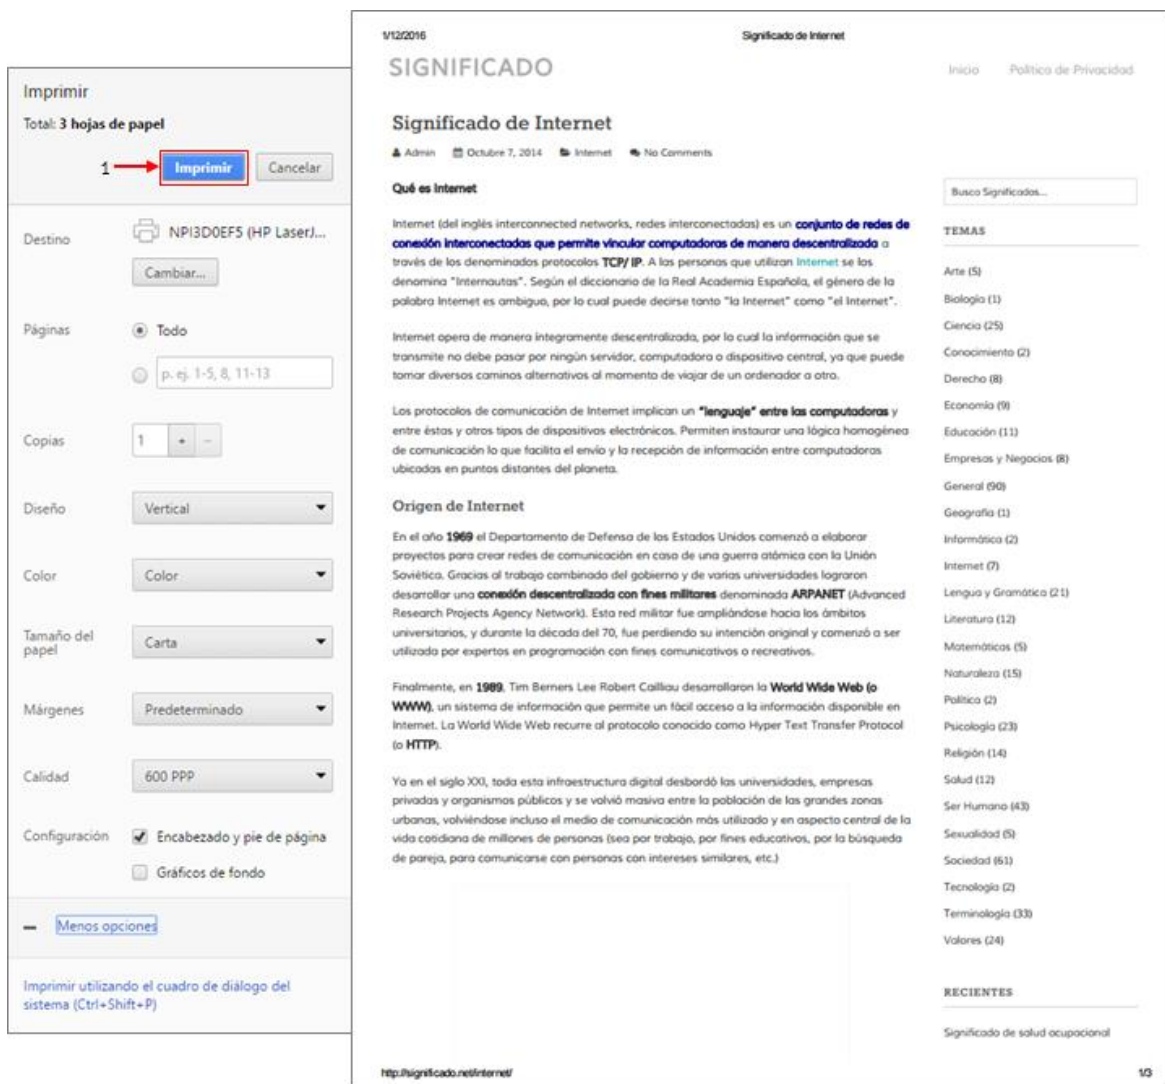 Imprimir
Total: 3 hojas de papel
1
Imprimir
Cancelar
Destino
NPI3D0EF5 (HP LaserJ...
Cambiar...
Páginas
Todo
p. ej. 1-5, 8, 11-13
Copias
1
+
−
Diseño
Vertical
Color
Color
Tamaño del
papel
Carta
Márgenes
Predeterminado
Calidad
600 PPP
Configuración
Encabezado y pie de página
Gráficos de fondo
Menos opciones
Imprimir utilizando el cuadro de diálogo del
sistema (Ctrl+Shift+P)
1/12/2016
Significado de Internet
SIGNIFICADO
Inicio
Política de Privacidad
Significado de Internet
Admin
Octubre 7, 2014
Internet
No Comments
Qué es Internet
Internet (del inglés interconnected networks, redes interconectadas) es un conjunto de redes de
conexión interconectadas que permite vincular computadoras de manera descentralizada a
través de los denominados protocolos TCP/ IP. A las personas que utilizan Internet se los
denomina "Internautas". Según el diccionario de la Real Academia Española, el género de la
palabra Internet es ambiguo, por lo cual puede decirse tanto "la Internet" como "el Internet".
Internet opera de manera íntegramente descentralizada, por lo cual la información que se
transmite no debe pasar por ningún servidor, computadora o dispositivo central, ya que puede
tomar diversos caminos alternativos al momento de viajar de un ordenador a otro.
Los protocolos de comunicación de Internet implican un "lenguaje" entre las computadoras y
entre éstas y otros tipos de dispositivos electrónicos. Permiten instaurar una lógica homogénea
de comunicación lo que facilita el envío y la recepción de información entre computadoras
ubicadas en puntos distantes del planeta.
Origen de Internet
En el año 1969 el Departamento de Defensa de los Estados Unidos comenzó a elaborar
proyectos para crear redes de comunicación en caso de una guerra atómica con la Unión
Soviética. Gracias al trabajo combinado del gobierno y de varias universidades lograron
desarrollar una conexión descentralizada con fines militares denominada ARPANET (Advanced
Research Projects Agency Network). Esta red militar fue ampliándose hacia los ámbitos
universitarios, y durante la década del 70, fue perdiendo su intención original y comenzó a ser
utilizada por expertos en programación con fines comunicativos o recreativos.
Finalmente, en 1989, Tim Berners Lee Robert Cailliau desarrollaron la World Wide Web (o
WWW), un sistema de información que permite un fácil acceso a la información disponible en
Internet. La World Wide Web recurre al protocolo conocido como Hyper Text Transfer Protocol
(o HTTP).
Ya en el siglo XXI, toda esta infraestructura digital desbordó las universidades, empresas
privadas y organismos públicos y se volvió masiva entre la población de las grandes zonas
urbanas, volviéndose incluso el medio de comunicación más utilizado y en aspecto central de la
vida cotidiana de millones de personas (sea por trabajo, por fines educativos, por la búsqueda
de pareja, para comunicarse con personas con intereses similares, etc.)
Busca Significados...
TEMAS
Arte (5)
Biología (1)
Ciencia (25)
Conocimiento (2)
Derecho (8)
Economía (9)
Educación (11)
Empresas y Negocios (8)
General (90)
Geografía (1)
Informática (2)
Internet (7)
Lengua y Gramática (21)
Literatura (12)
Matemáticas (5)
Naturaleza (15)
Política (2)
Psicología (23)
Religión (14)
Salud (12)
Ser Humano (43)
Sexualidad (5)
Sociedad (61)
Tecnología (2)
Terminología (33)
Valores (24)
RECIENTES
Significado de salud ocupacional
http://significado.net/internet/
1/3